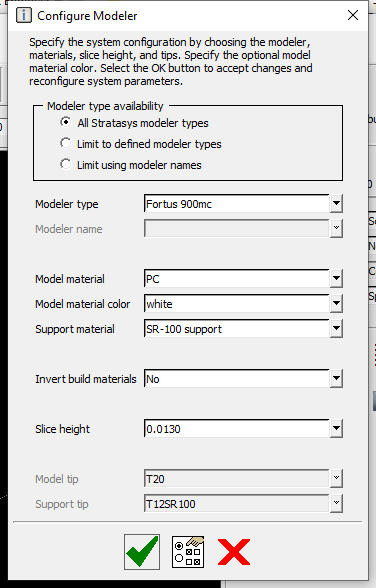 Configure Modeler
Specify the system configuration by choosing the modeler,
materials, slice height, and tips. Specify the optional model
material color. Select the OK button to accept changes and
reconfigure system parameters.
Modeler type availability
All Stratasys modeler types
Limit to defined modeler types
Limit using modeler names
Modeler type Fortus 900mc
Modeler name
Model material PC
Model material color white
Support material SR-100 support
Invert build materials No
Slice height 0.0130
Model tip T20
Support tip T12SR100